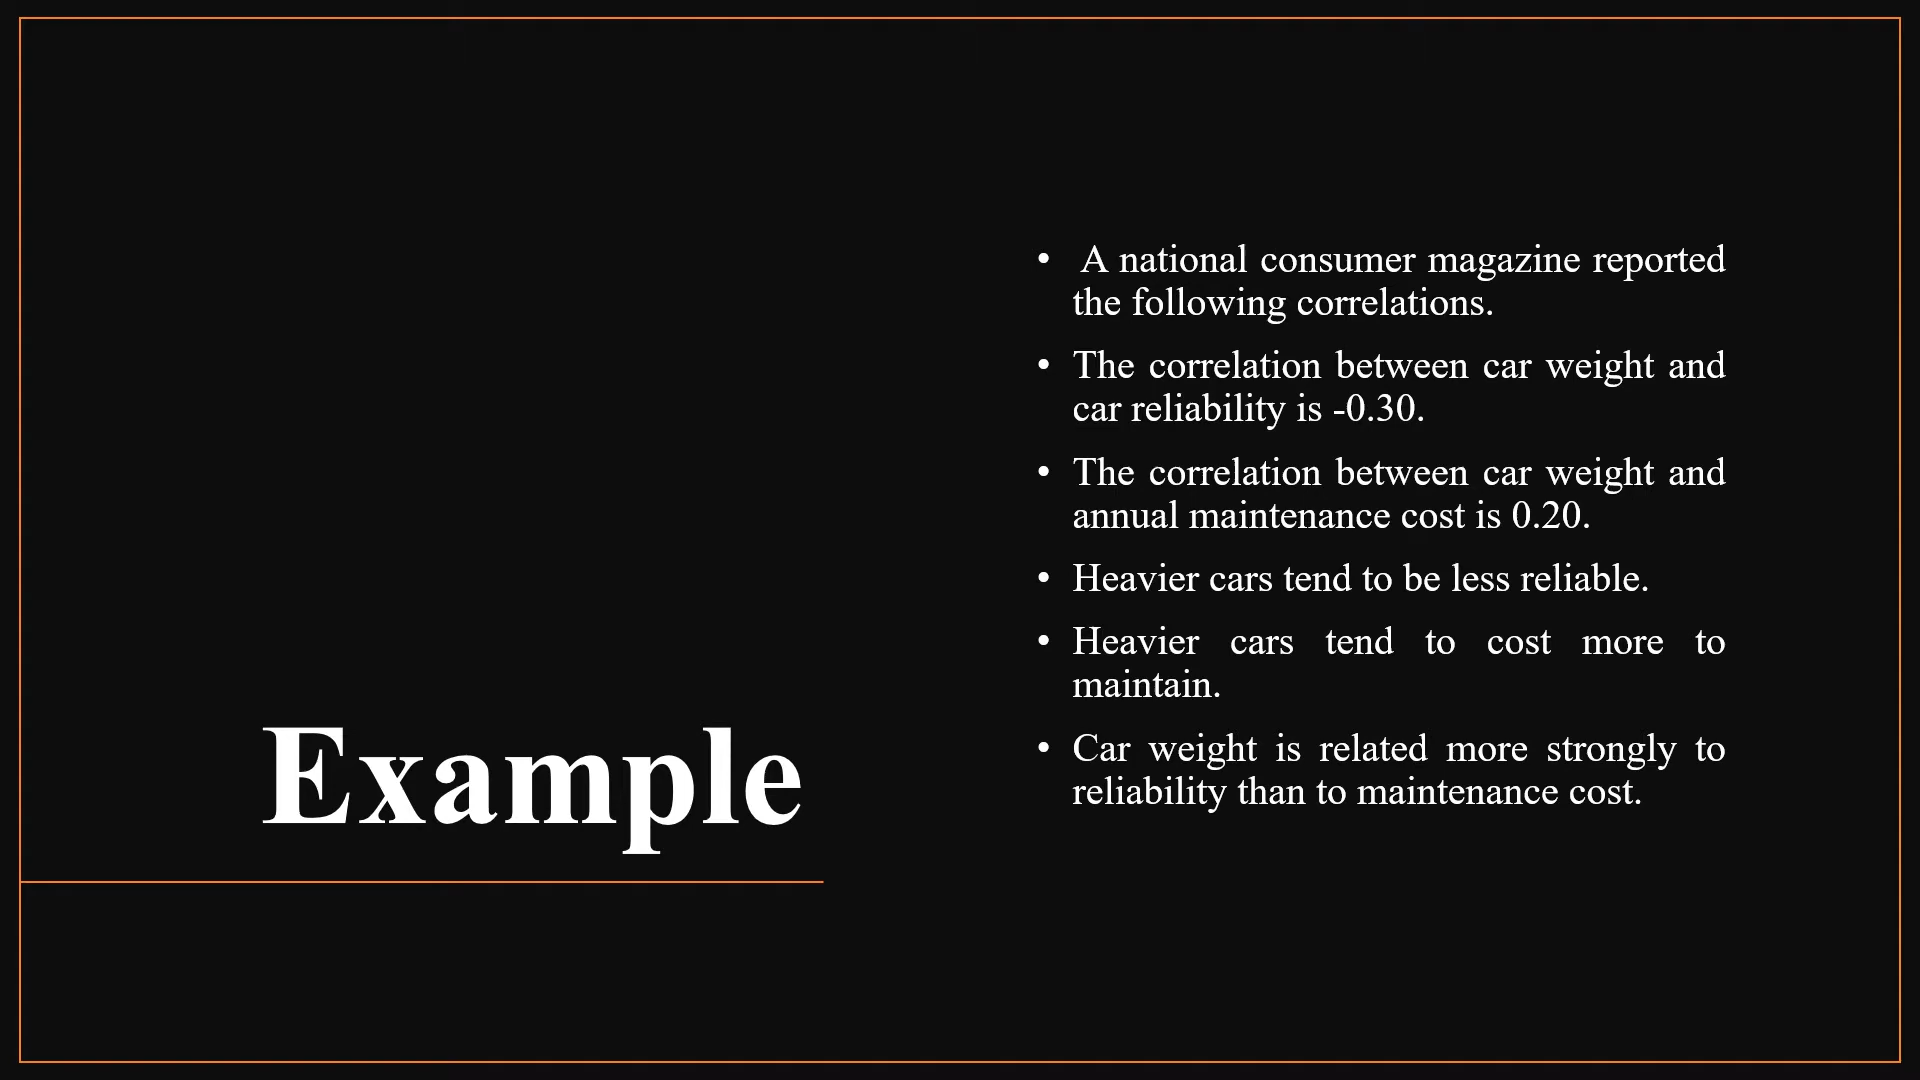 Example
• A national consumer magazine reported
the following correlations.
• The correlation between car weight and
car reliability is -0.30.
• The correlation between car weight and
annual maintenance cost is 0.20.
• Heavier cars tend to be less reliable.
• Heavier cars tend to cost more to
maintain.
• Car weight is related more strongly to
reliability than to maintenance cost.